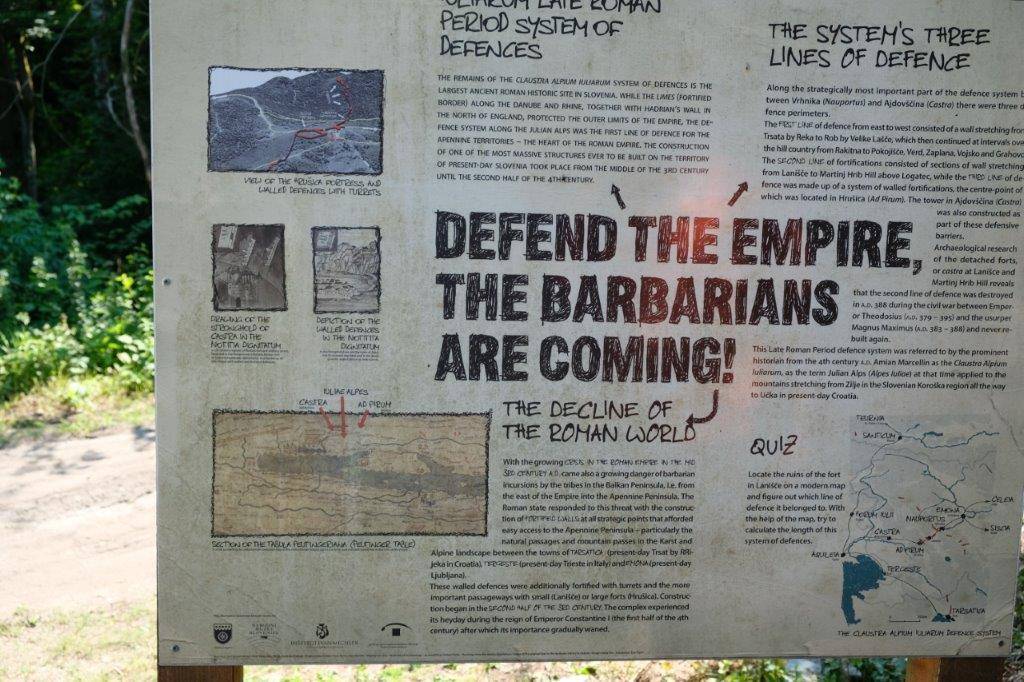 IULIARUM LATE ROMAN
PERIOD SYSTEM OF
DEFENCES
THE REMAINS OF THE CLAUSTRA ALPIUM IULIARUM SYSTEM OF DEFENCES IS THE
LARGEST ANCIENT ROMAN HISTORIC SITE IN SLOVENIA. WHILE THE LIMES (FORTIFIED
BORDER) ALONG THE DANUBE AND RHINE, TOGETHER WITH HADRIAN'S WALL IN
THE NORTH OF ENGLAND, PROTECTED THE OUTER LIMITS OF THE EMPIRE, THE DE-
FENCE SYSTEM ALONG THE JULIAN ALPS WAS THE FIRST LINE OF DEFENCE FOR THE
APENNINE TERRITORIES – THE HEART OF THE ROMAN EMPIRE. THE CONSTRUCTION
OF ONE OF THE MOST MASSIVE STRUCTURES EVER TO BE BUILT ON THE TERRITORY
OF PRESENT-DAY SLOVENIA TOOK PLACE FROM THE MIDDLE OF THE 3RD CENTURY
UNTIL THE SECOND HALF OF THE 4TH CENTURY.
THE SYSTEM'S THREE
LINES OF DEFENCE
Along the strategically most important part of the defence system b
tween Vrhnika (Nauportus) and Ajdovščina (Castra) there were three d
fence perimeters.
The FIRST LINE of defence from east to west consisted of a wall stretching from
Trsata by Reka to Rob by Velike Lašče, which then continued at intervals over
the hill country from Rakitna to Pokojišče, Verd, Zaplana, Vojsko and Grahovo
The SECOND LINE of fortifications consisted of sections of wall stretching
from Lanišče to Martinj Hrib Hill above Logatec, while the THIRD LINE of de-
fence was made up of a system of walled fortifications, the centre-point of
which was located in Hrušica (Ad Pirum). The tower in Ajdovščina (Castra)
was also constructed as
part of these defensive
barriers.
Archaeological research
of the detached forts,
or castra at Lanišče and
Martinj Hrib Hill reveals
that the second line of defence was destroyed
in A.D. 388 during the civil war between Emper-
or Theodosius (A.D. 379 – 395) and the usurper
Magnus Maximus (A.D. 383 – 388) and never re-
built again.
This Late Roman Period defence system was referred to by the prominent
historian from the 4th century A.D. Amian Marcellin as the Claustra Alpium
Iuliarum, as the term Julian Alps (Alpes Iuliae) at that time applied to the
mountains stretching from Zilje in the Slovenian Koroška region all the way
to Učka in present-day Croatia.
VIEW OF THE HRUŠICA FORTRESS AND
WALLED DEFENCES WITH TURRETS
DEFEND THE EMPIRE,
THE BARBARIANS
ARE COMING!
DRAWING OF THE
STRONGHOLD OF
CASTRA IN THE
NOTITIA DIGNITATUM
DEPICTION OF THE
WALLED DEFENCES
IN THE NOTITIA
DIGNITATUM
IULIAE ALPES
CASTRA
AD PIRUM
SECTION OF THE TABULA PEUTINGERIANA (PEUTINGER TABLE)
THE DECLINE OF
THE ROMAN WORLD
With the growing CRISIS IN THE ROMAN EMPIRE IN THE MID
3RD CENTURY A.D. came also a growing danger of barbarian
incursions by the tribes in the Balkan Peninsula, i.e. from
the east of the Empire into the Apennine Peninsula. The
Roman state responded to this threat with the construc-
tion of FORTIFIED WALLS at all strategic points that afforded
easy access to the Apennine Peninsula – particularly the
natural passages and mountain passes in the Karst and
Alpine landscape between the towns of TARSATICA (present-day Trsat by Ri-
jeka in Croatia), TERGESTE (present-day Trieste in Italy) and EMONA (present-day
Ljubljana).
These walled defences were additionally fortified with turrets and the more
important passageways with small (Lanišče) or large forts (Hrušica). Construc-
tion began in the SECOND HALF OF THE 3RD CENTURY. The complex experienced
its heyday during the reign of Emperor Constantine I (the first half of the 4th
century) after which its importance gradually waned.
QUIZ
Locate the ruins of the fort
in Lanišče on a modern map
and figure out which line of
defence it belonged to. With
the help of the map, try to
calculate the length of this
system of defences.
TEURNIA
SANTICUM
CELEIA
EMONA
NAUPORTUS
FORUM IULII
SISCIA
CASTRA
AD PIRUM
AQUILEIA
TERGESTE
TARSATICA
THE CLAUSTRA ALPIUM IULIARUM DEFENCE SYSTEM